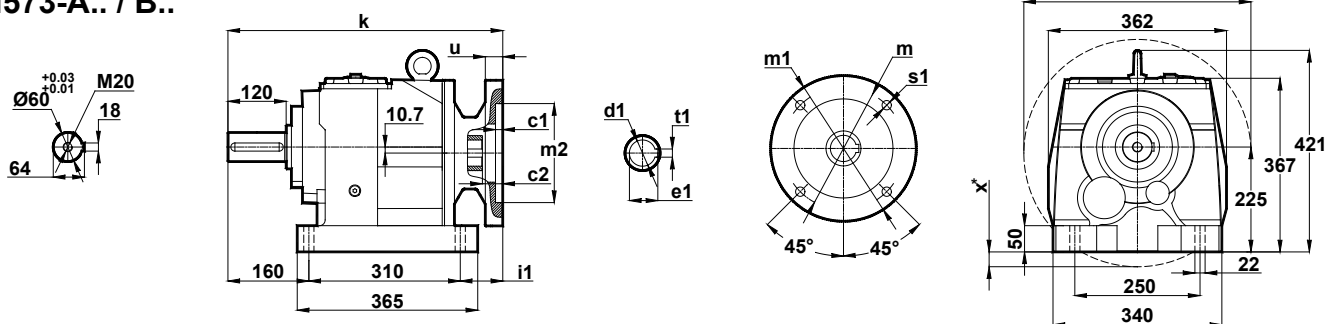 573-A.. / B..
+0.03
+0.01
Ø60
M20
18
64
k
u
120
10.7
c1
m2
c2
160
310
i1
365
d1
t1
e1
m1
m
s1
45°
45°
362
421
367
225
x*
50
22
250
340